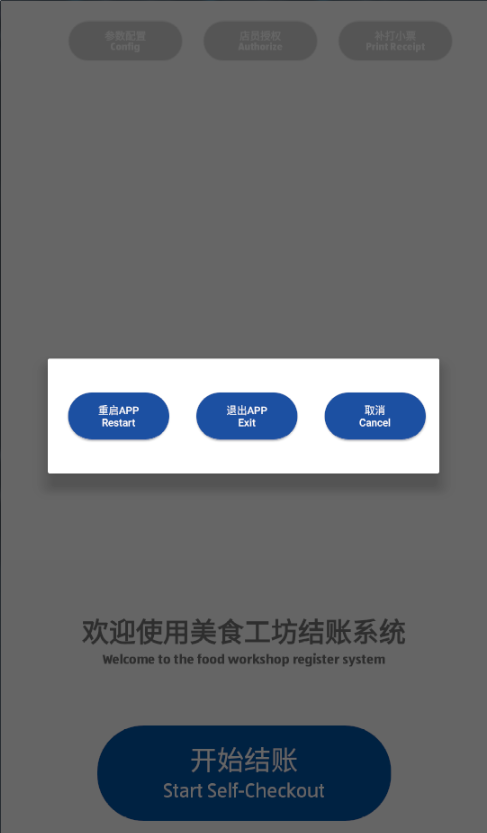 参数配置
Config
店员授权
Authorize
补打小票
Print Receipt
重启APP
Restart
退出APP
Exit
取消
Cancel
欢迎使用美食工坊结账系统
Welcome to the food workshop register system
开始结账
Start Self-Checkout